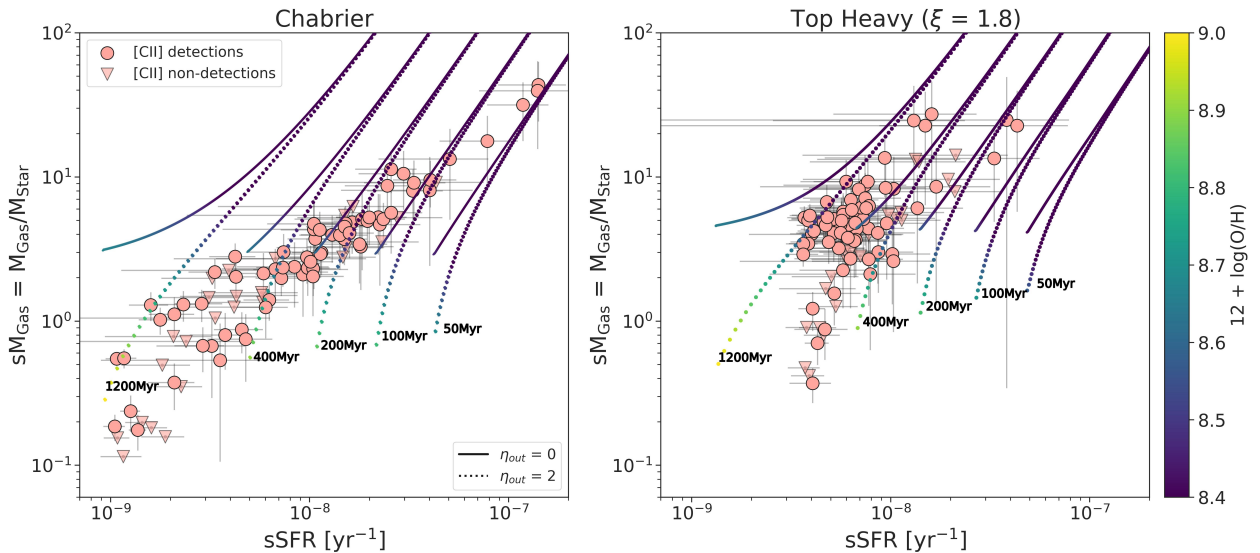 Chabrier
10²
10¹
10⁰
10⁻¹
sM_Gas = M_Gas/M_Star
[CII] detections
[CII] non-detections
1200Myr
400Myr
200Myr
100Myr
50Myr
η_out = 0
η_out = 2
10⁻⁹
10⁻⁸
10⁻⁷
sSFR [yr⁻¹]
Top Heavy (ξ = 1.8)
10²
10¹
10⁰
10⁻¹
sM_Gas = M_Gas/M_Star
1200Myr
400Myr
200Myr
100Myr
50Myr
10⁻⁹
10⁻⁸
10⁻⁷
sSFR [yr⁻¹]
9.0
8.9
8.8
8.7
8.6
8.5
8.4
12 + log(O/H)